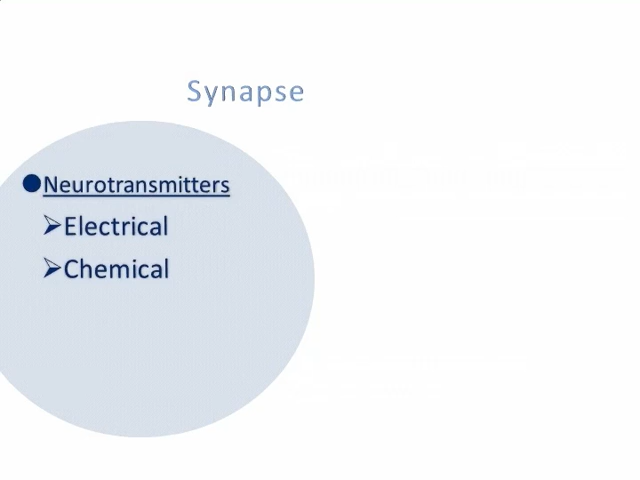 Synapse
●Neurotransmitters
➢Electrical
➢Chemical